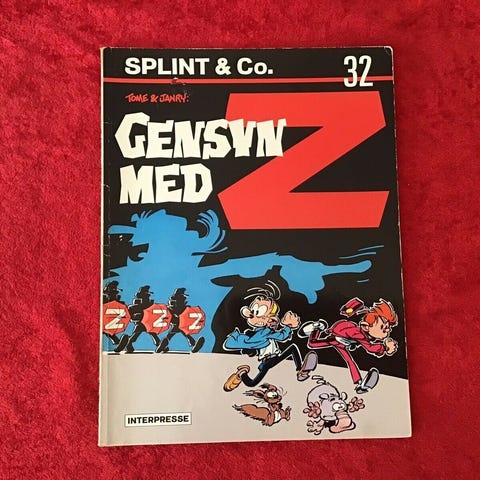 SPLINT & Co.
32
TOME & JANRY:
GENSYN
MED Z
Z Z Z
INTERPRESSE